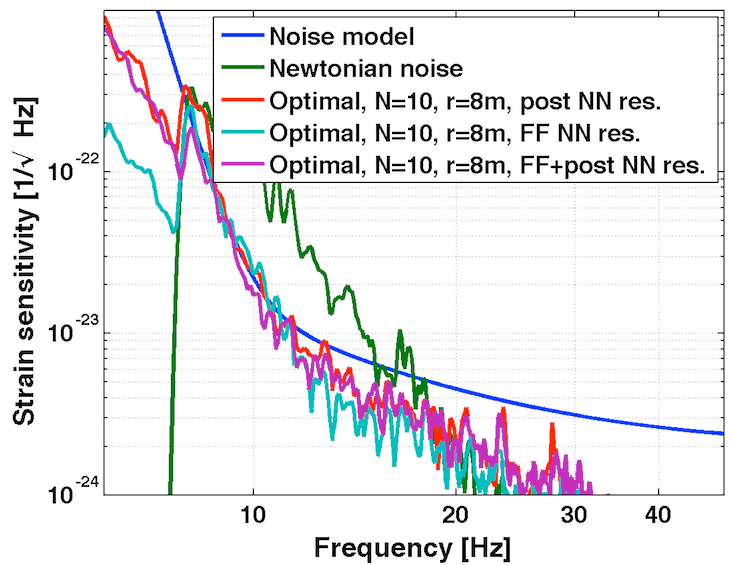 Noise model
Newtonian noise
Optimal, N=10, r=8m, post NN res.
Optimal, N=10, r=8m, FF NN res.
Optimal, N=10, r=8m, FF+post NN res.
Strain sensitivity [1/√ Hz]
10-22
10-23
10-24
10 20 30 40
Frequency [Hz]